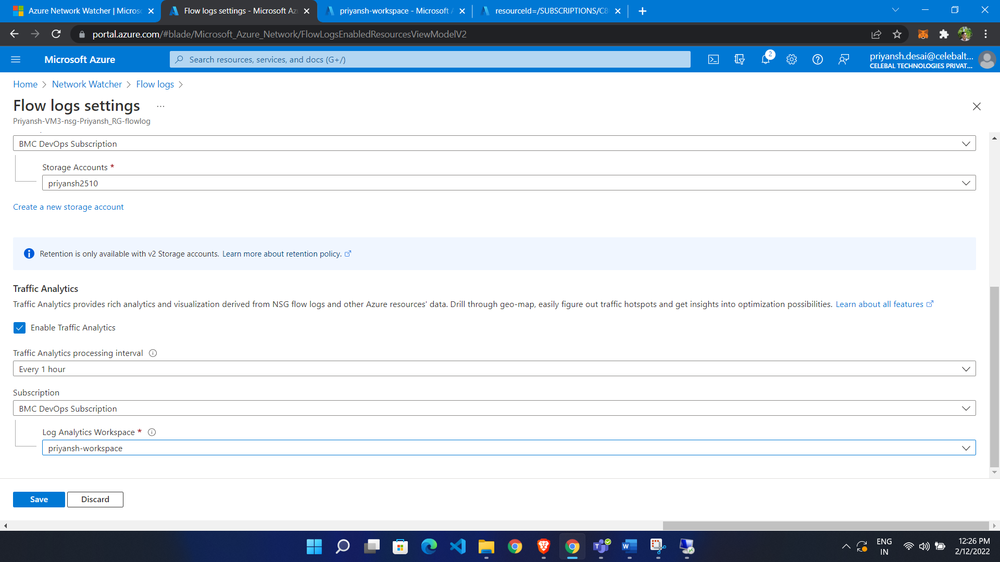 Azure Network Watcher | Micros
Flow logs settings - Microsoft Az
priyansh-workspace - Microsoft A
resourceId=/SUBSCRIPTIONS/C8
portal.azure.com/#blade/Microsoft_Azure_Network/FlowLogsEnabledResourcesViewModelV2
Microsoft Azure
Search resources, services, and docs (G+/)
2
priyansh.desai@celebalt...
CELEBAL TECHNOLOGIES PRIVAT...
Home > Network Watcher > Flow logs >
Flow logs settings ...
Priyansh-VM3-nsg-Priyansh_RG-flowlog
BMC DevOps Subscription
Storage Accounts *
priyansh2510
Create a new storage account
Retention is only available with v2 Storage accounts. Learn more about retention policy.
Traffic Analytics
Traffic Analytics provides rich analytics and visualization derived from NSG flow logs and other Azure resources' data. Drill through geo-map, easily figure out traffic hotspots and get insights into optimization possibilities. Learn about all features
Enable Traffic Analytics
Traffic Analytics processing interval
Every 1 hour
Subscription
BMC DevOps Subscription
Log Analytics Workspace *
priyansh-workspace
Save
Discard
ENG
IN
12:26 PM
2/12/2022